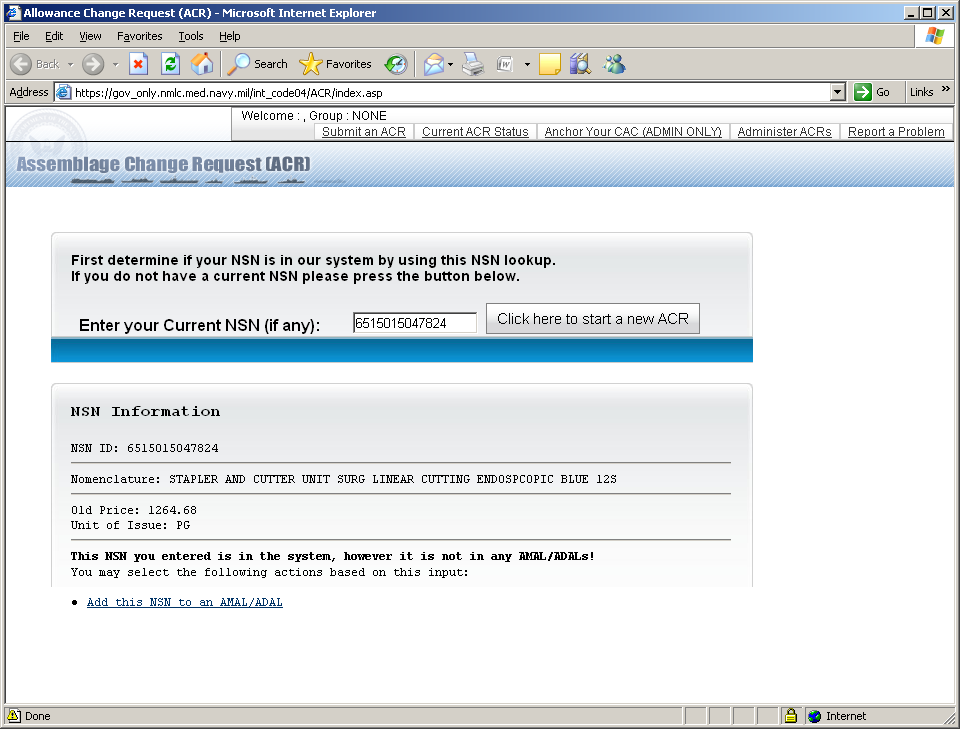 Allowance Change Request (ACR) - Microsoft Internet Explorer
File Edit View Favorites Tools Help
Back Search Favorites
Address https://gov_only.nmlc.med.navy.mil/int_code04/ACR/index.asp Go Links »
Welcome : , Group : NONE
Submit an ACR Current ACR Status Anchor Your CAC (ADMIN ONLY) Administer ACRs Report a Problem
Assemblage Change Request (ACR)
First determine if your NSN is in our system by using this NSN lookup.
If you do not have a current NSN please press the button below.
Enter your Current NSN (if any): 6515015047824 Click here to start a new ACR
NSN Information
NSN ID: 6515015047824
Nomenclature: STAPLER AND CUTTER UNIT SURG LINEAR CUTTING ENDOSPCOPIC BLUE 12S
Old Price: 1264.68
Unit of Issue: PG
This NSN you entered is in the system, however it is not in any AMAL/ADALs!
You may select the following actions based on this input:
• Add this NSN to an AMAL/ADAL
Done Internet